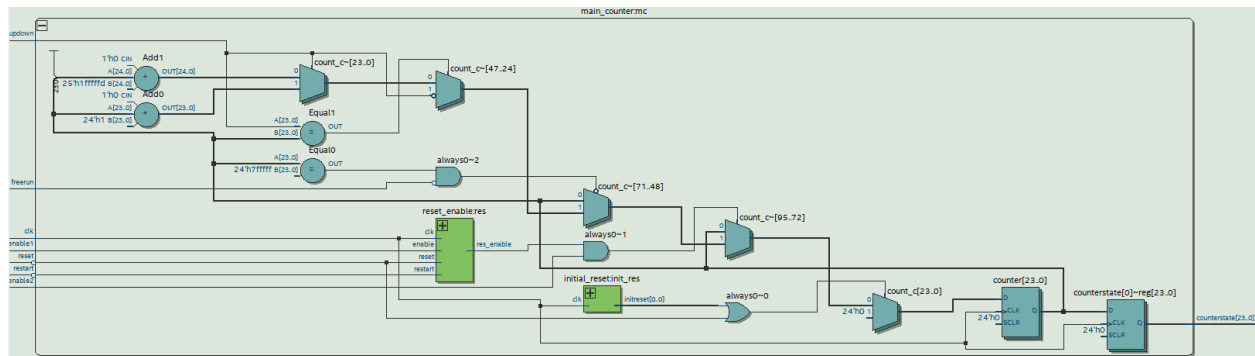 main_counter:mc
updown
1'h0 CIN
Add1
A[24..0]
OUT[24..0]
25'h1fffffd B[24..0]
1'h0 CIN
Add0
A[23..0]
OUT[23..0]
24'h1 B[23..0]
count_c~[23..0]
0
1
count_c~[47..24]
0
1
Equal1
A[23..0]
OUT
B[23..0]
Equal0
A[23..0]
OUT
24'h7fffff B[23..0]
always0~2
freerun
count_c~[71..48]
0
1
reset_enable:res
clk
clk
enable1
enable
reset
reset
restart
restart
enable2
res_enable
always0~1
count_c~[95..72]
0
1
initial_reset:init_res
clk
initreset[0..0]
always0~0
count_c[23..0]
0
24'h0 1
counter[23..0]
D
CLK
Q
24'h0
SCLR
counterstate[0]~reg[23..0]
D
CLK
Q
24'h0
SCLR
counterstate[23..0]